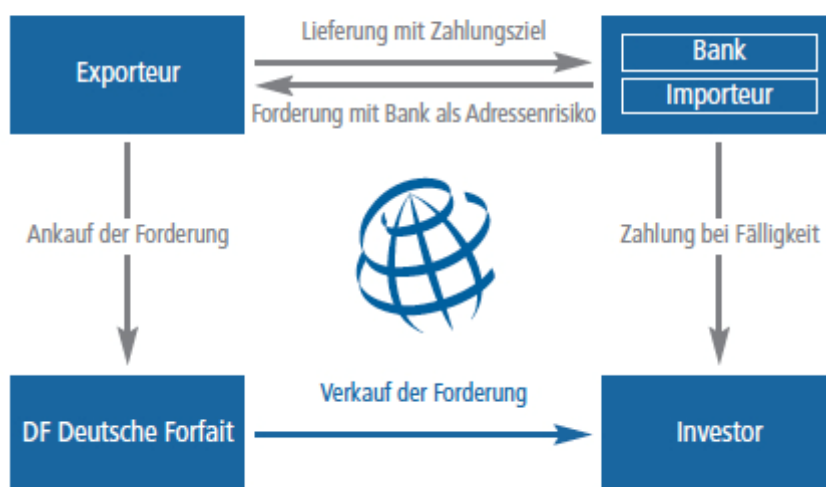 Lieferung mit Zahlungsziel
Exporteur
Bank
Importeur
Forderung mit Bank als Adressenrisiko
Ankauf der Forderung
Zahlung bei Fälligkeit
Verkauf der Forderung
DF Deutsche Forfait
Investor